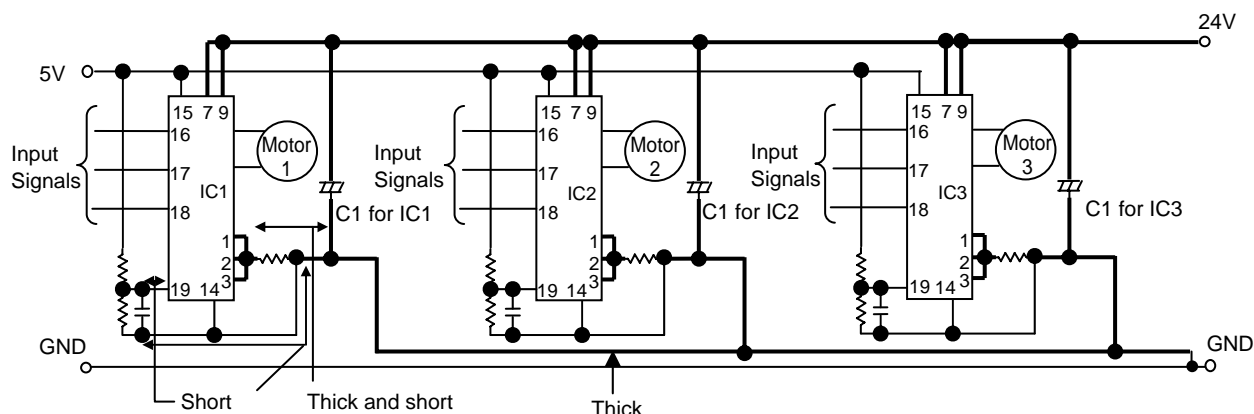 24V
5V
15 7 9
15 7 9
15 7 9
16
16
16
Input
Signals
Motor
1
Input
Signals
Motor
2
Input
Signals
Motor
3
17
17
17
IC1
IC2
IC3
18
18
18
C1 for IC1
C1 for IC2
C1 for IC3
1
2
3
1
2
3
1
2
3
19 14
19 14
19 14
GND
GND
Short
Thick and short
Thick